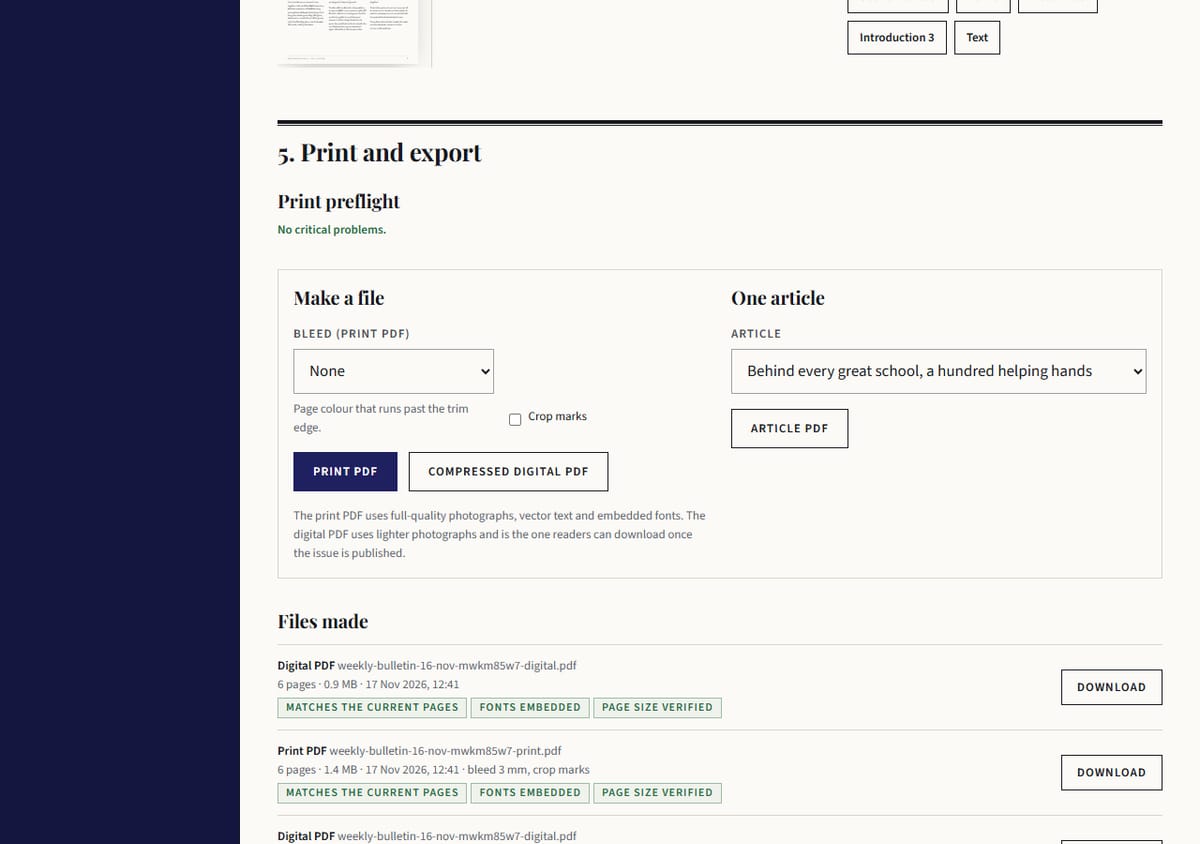 Introduction 3
Text
5. Print and export
Print preflight
No critical problems.
Make a file
BLEED (PRINT PDF)
None
Page colour that runs past the trim
edge.
Crop marks
PRINT PDF
COMPRESSED DIGITAL PDF
The print PDF uses full-quality photographs, vector text and embedded fonts. The
digital PDF uses lighter photographs and is the one readers can download once
the issue is published.
One article
ARTICLE
Behind every great school, a hundred helping hands
ARTICLE PDF
Files made
Digital PDF weekly-bulletin-16-nov-mwkm85w7-digital.pdf
6 pages · 0.9 MB · 17 Nov 2026, 12:41
MATCHES THE CURRENT PAGES
FONTS EMBEDDED
PAGE SIZE VERIFIED
DOWNLOAD
Print PDF weekly-bulletin-16-nov-mwkm85w7-print.pdf
6 pages · 1.4 MB · 17 Nov 2026, 12:41 · bleed 3 mm, crop marks
MATCHES THE CURRENT PAGES
FONTS EMBEDDED
PAGE SIZE VERIFIED
DOWNLOAD
Digital PDF weekly-bulletin-16-nov-mwkm85w7-digital.pdf